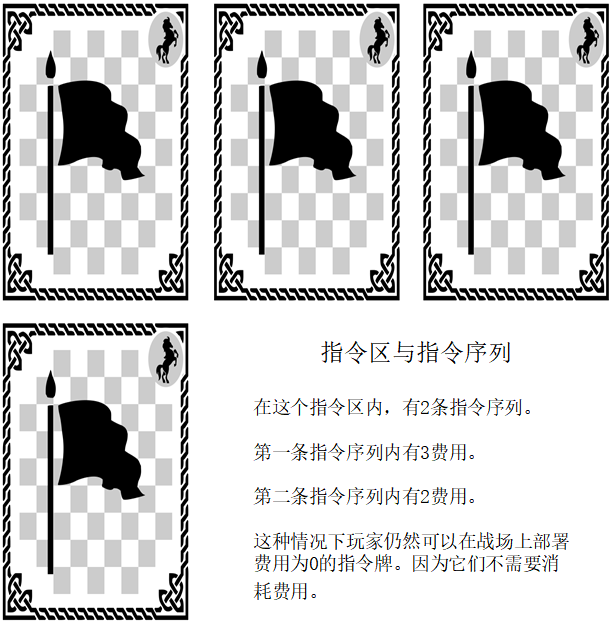 指令区与指令序列
在这个指令区内，有2条指令序列。
第一条指令序列内有3费用。
第二条指令序列内有2费用。
这种情况下玩家仍然可以在战场上部署
费用为0的指令牌。因为它们不需要消
耗费用。